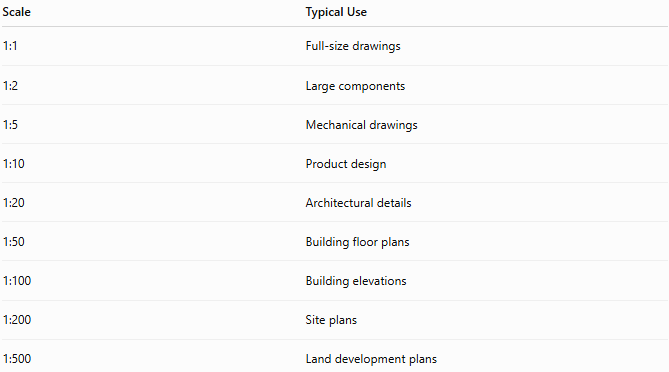 Scale Typical Use
1:1 Full-size drawings
1:2 Large components
1:5 Mechanical drawings
1:10 Product design
1:20 Architectural details
1:50 Building floor plans
1:100 Building elevations
1:200 Site plans
1:500 Land development plans